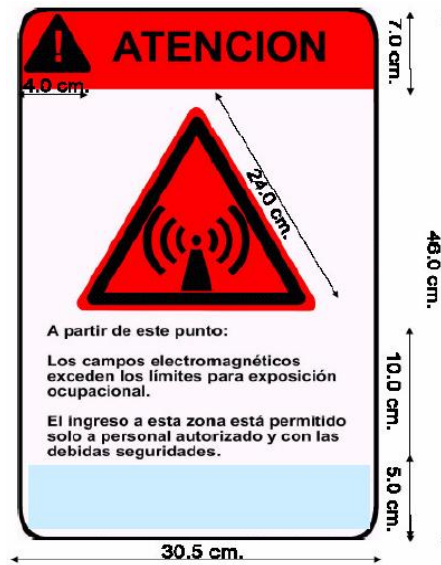 ATENCION
7.0 cm.
4.0 cm.
24.0 cm.
46.0 cm.
A partir de este punto:
Los campos electromagnéticos
exceden los límites para exposición
ocupacional.
10.0 cm.
El ingreso a esta zona está permitido
solo a personal autorizado y con las
debidas seguridades.
5.0 cm.
30.5 cm.